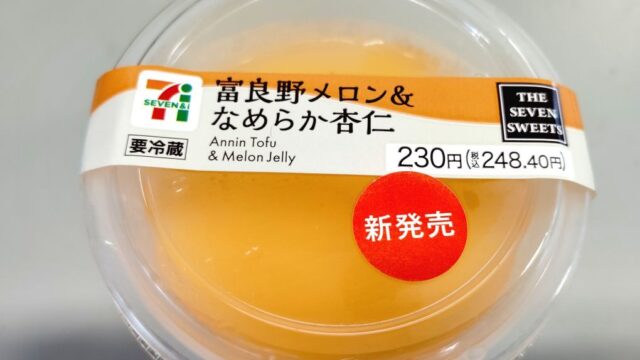 SEVEN&i
富良野メロン&
なめらか杏仁
要冷蔵
Annin Tofu
& Melon Jelly
THE
SEVEN
SWEETS
230円(税込248.40円)
新発売